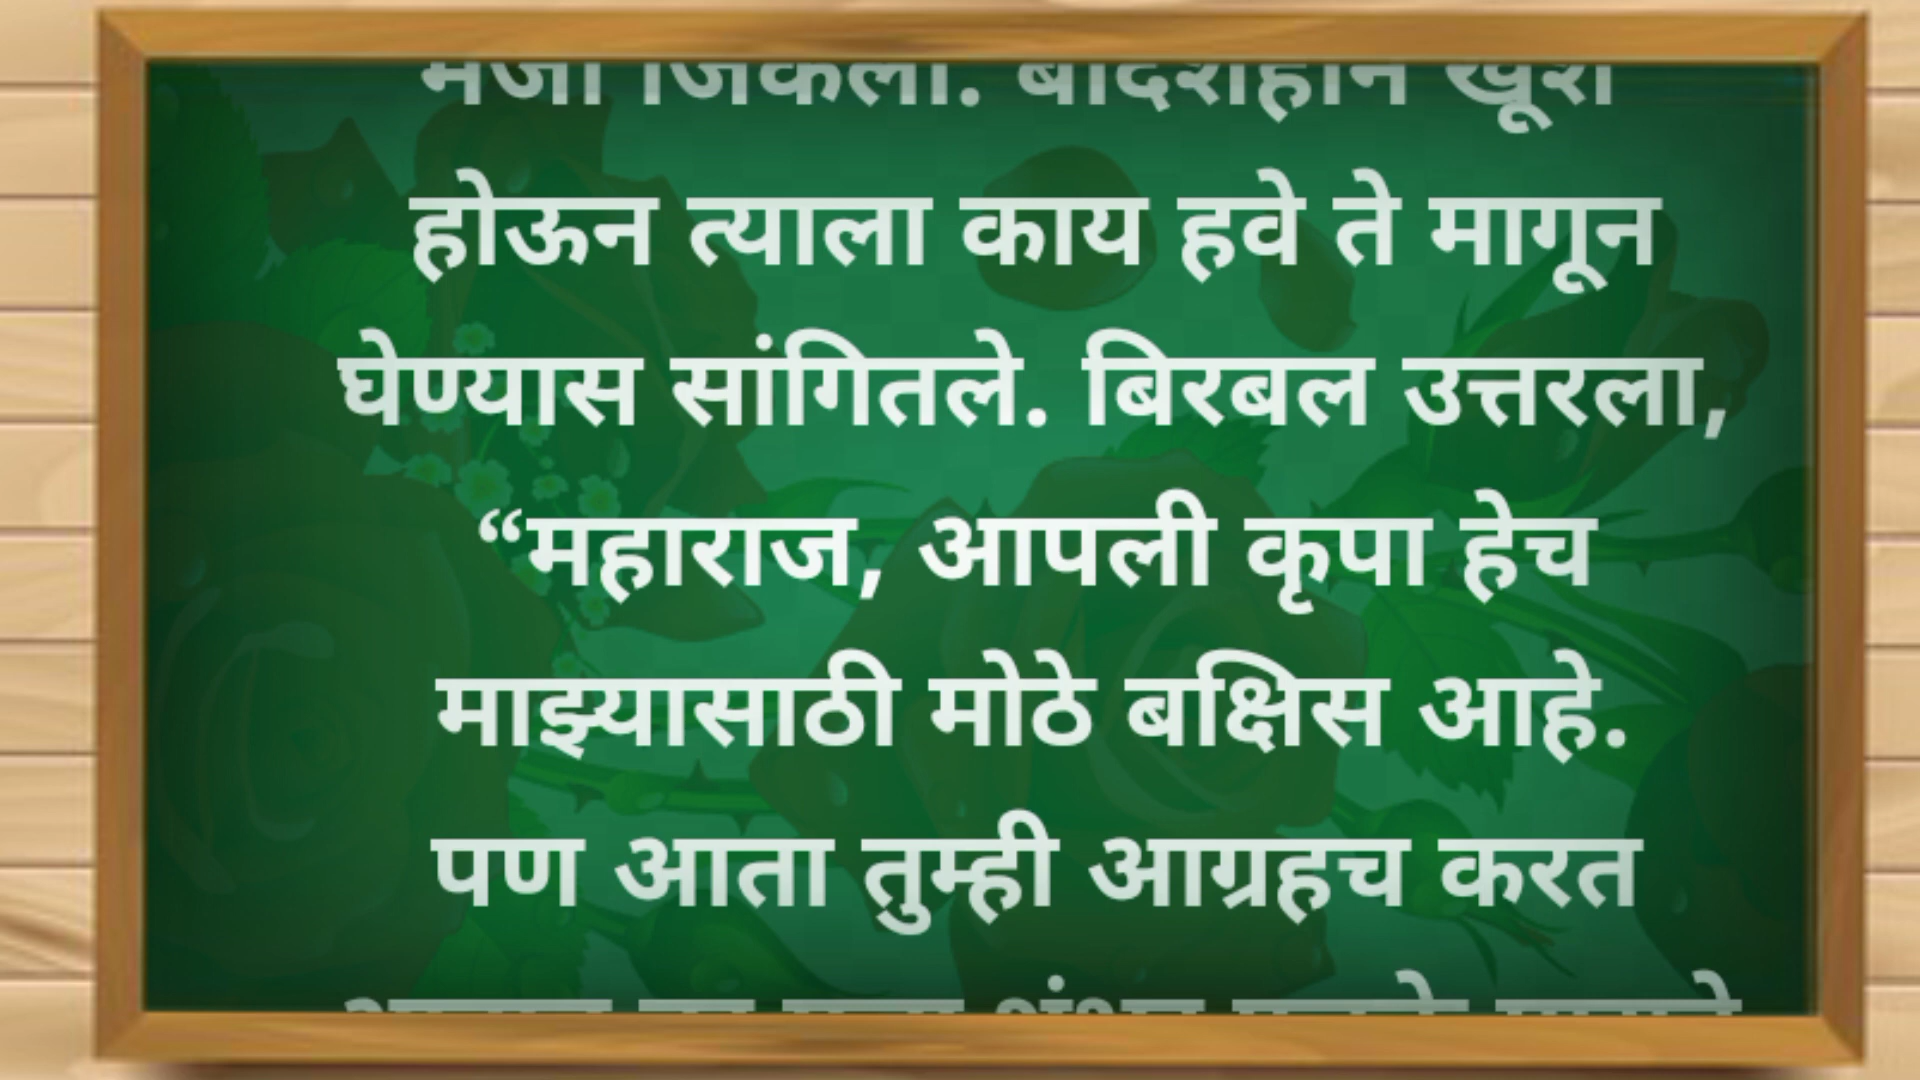 होऊन त्याला काय हवे ते मागून
घेण्यास सांगितले. बिरबल उत्तरला,
“महाराज, आपली कृपा हेच
माझ्यासाठी मोठे बक्षिस आहे.
पण आता तुम्ही आग्रहच करत